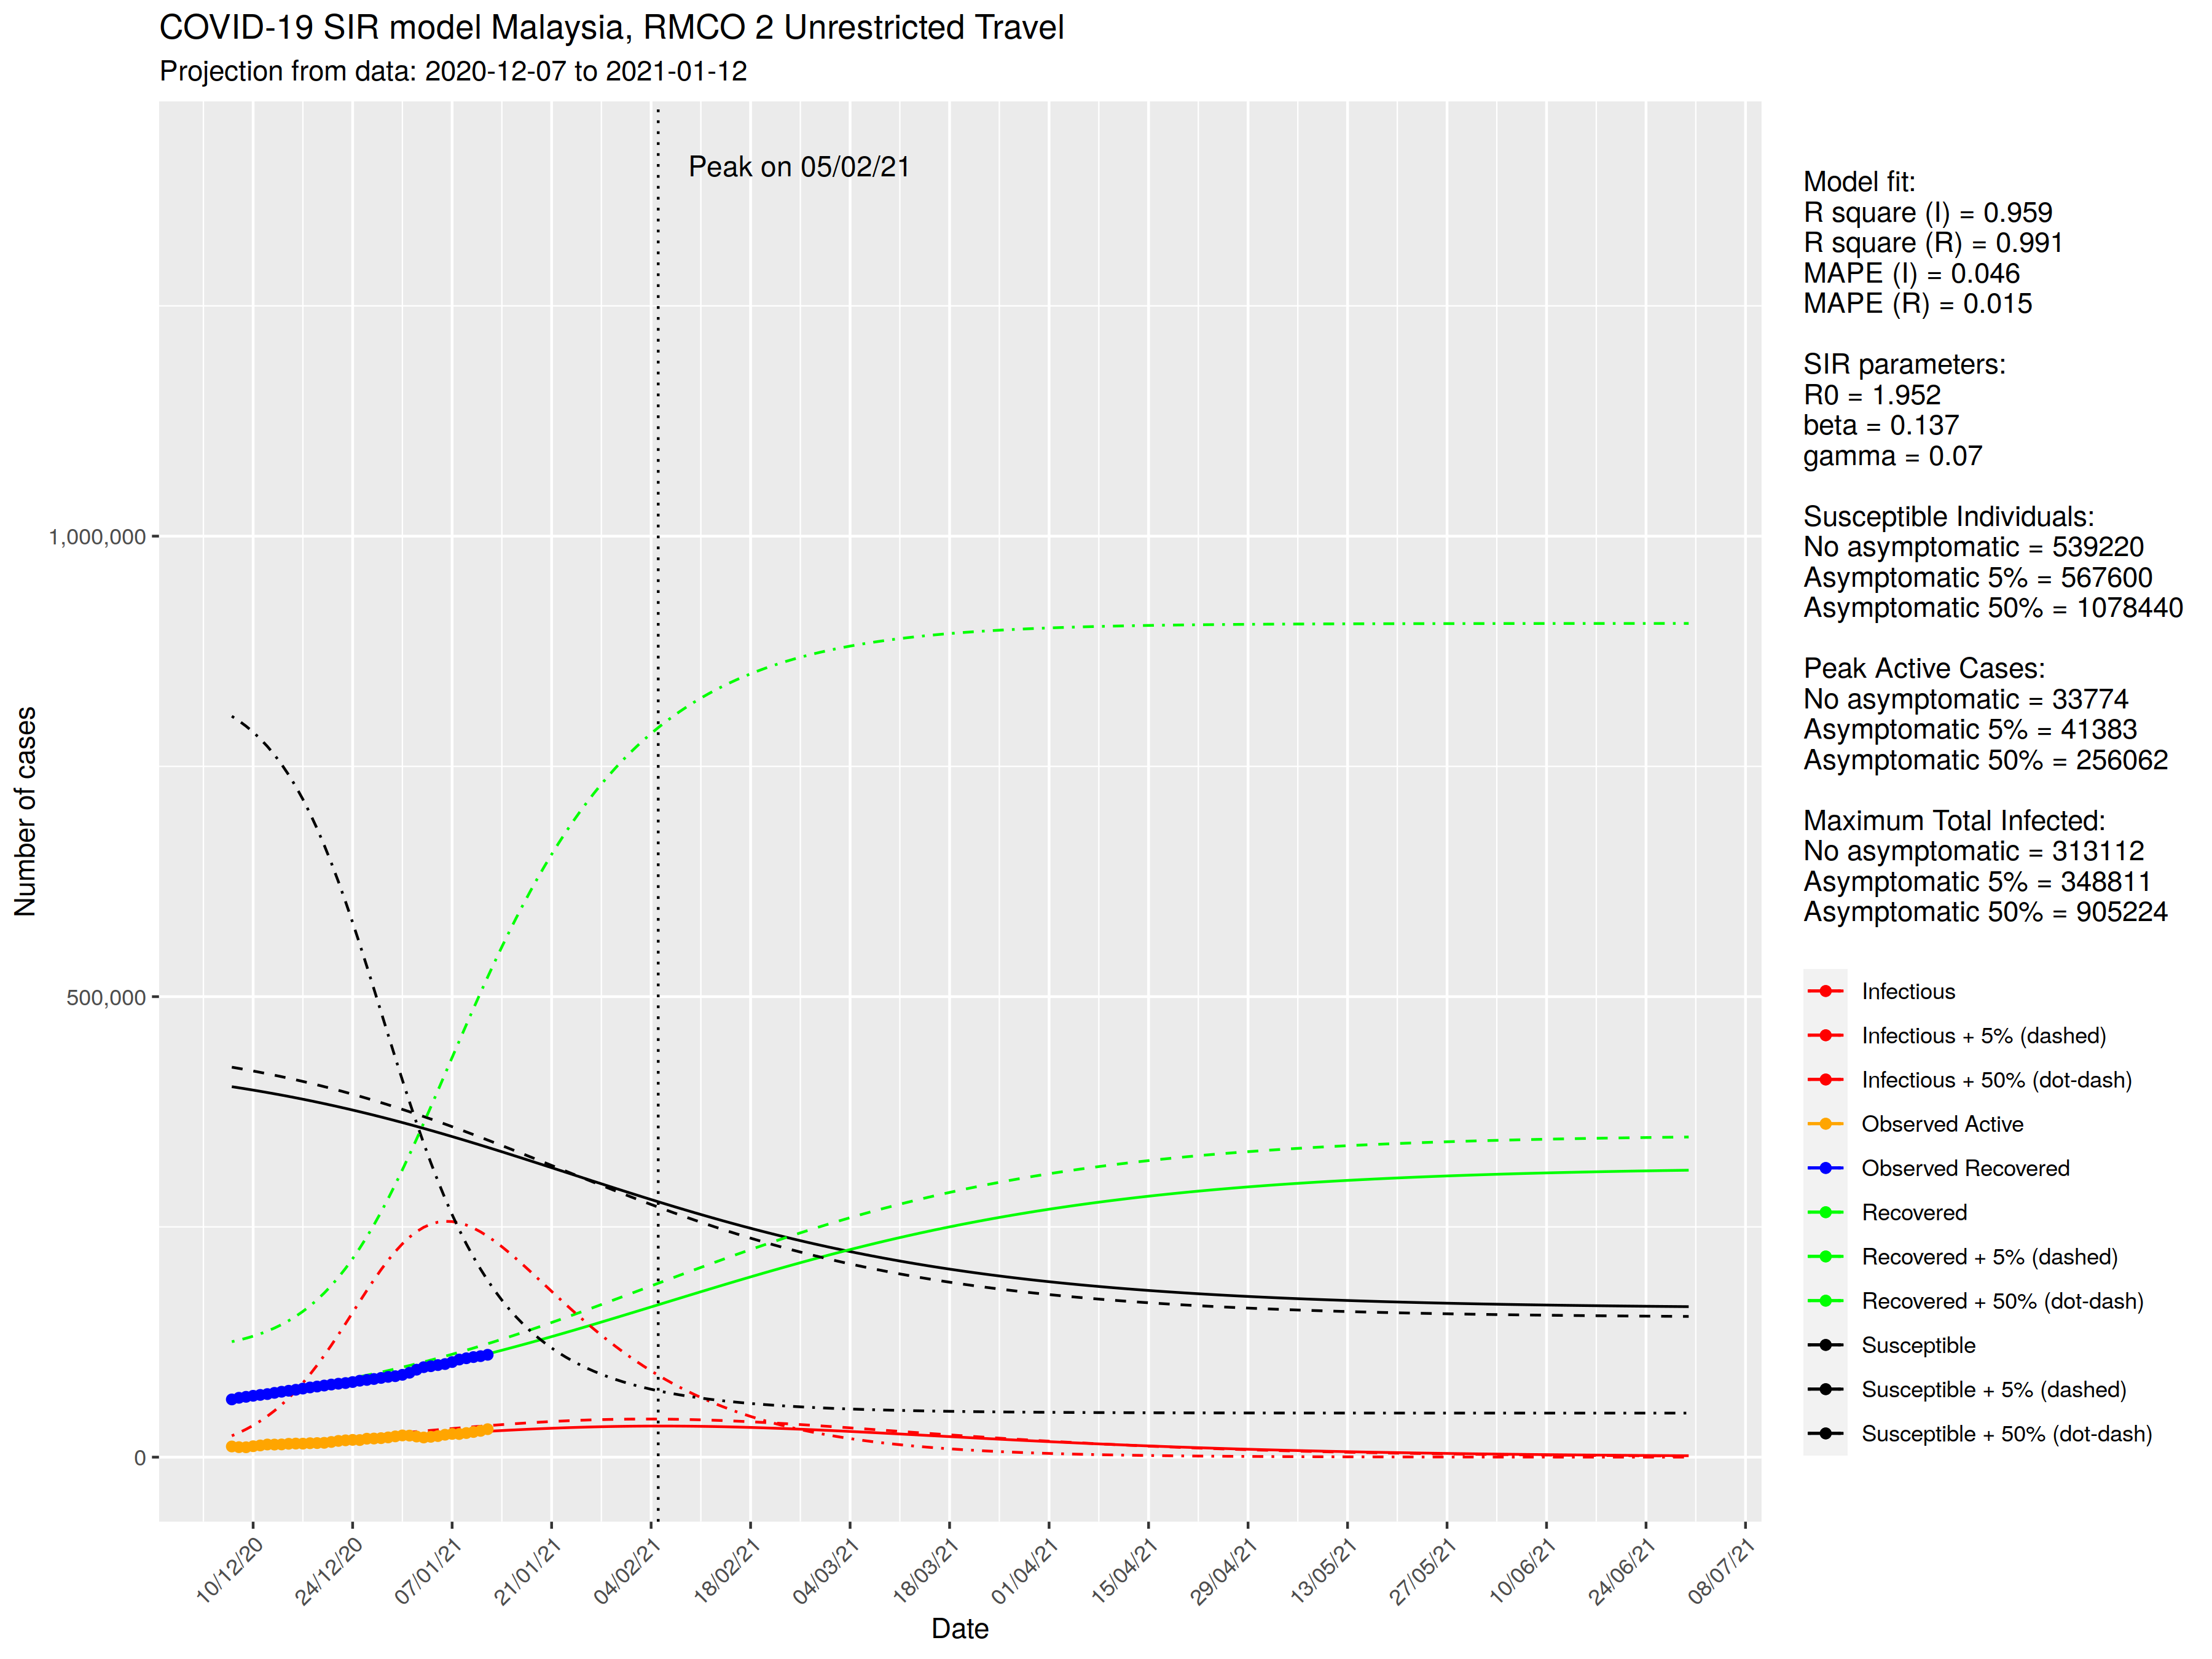 COVID-19 SIR model Malaysia, RMCO 2 Unrestricted Travel
Projection from data: 2020-12-07 to 2021-01-12
Peak on 05/02/21
Number of cases
1,000,000
500,000
0
10/12/20
24/12/20
07/01/21
21/01/21
04/02/21
18/02/21
04/03/21
18/03/21
01/04/21
15/04/21
29/04/21
13/05/21
27/05/21
10/06/21
24/06/21
08/07/21
Date
Model fit:
R square (I) = 0.959
R square (R) = 0.991
MAPE (I) = 0.046
MAPE (R) = 0.015
SIR parameters:
R0 = 1.952
beta = 0.137
gamma = 0.07
Susceptible Individuals:
No asymptomatic = 539220
Asymptomatic 5% = 567600
Asymptomatic 50% = 1078440
Peak Active Cases:
No asymptomatic = 33774
Asymptomatic 5% = 41383
Asymptomatic 50% = 256062
Maximum Total Infected:
No asymptomatic = 313112
Asymptomatic 5% = 348811
Asymptomatic 50% = 905224
Infectious
Infectious + 5% (dashed)
Infectious + 50% (dot-dash)
Observed Active
Observed Recovered
Recovered
Recovered + 5% (dashed)
Recovered + 50% (dot-dash)
Susceptible
Susceptible + 5% (dashed)
Susceptible + 50% (dot-dash)